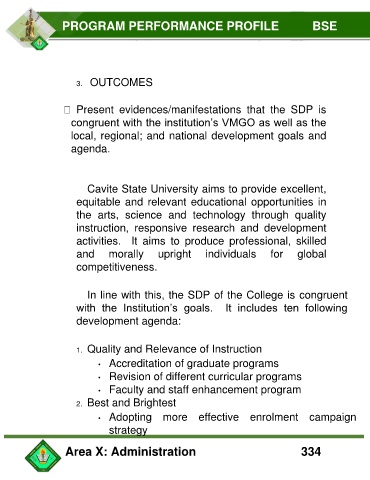 PROGRAM PERFORMANCE PROFILE BSE
3. OUTCOMES
Present evidences/manifestations that the SDP is
congruent with the institution's VMGO as well as the
local, regional; and national development goals and
agenda.
Cavite State University aims to provide excellent,
equitable and relevant educational opportunities in
the arts, science and technology through quality
instruction, responsive research and development
activities. It aims to produce professional, skilled
and morally upright individuals for global
competitiveness.
In line with this, the SDP of the College is congruent
with the Institution's goals. It includes ten following
development agenda:
1. Quality and Relevance of Instruction
• Accreditation of graduate programs
• Revision of different curricular programs
• Faculty and staff enhancement program
2. Best and Brightest
• Adopting more effective enrolment campaign
strategy
Area X: Administration 334